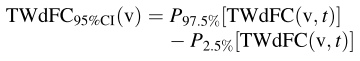 TWdFC95%CI(v) = P97.5%[TWdFC(v, t)]
− P2.5%[TWdFC(v, t)]